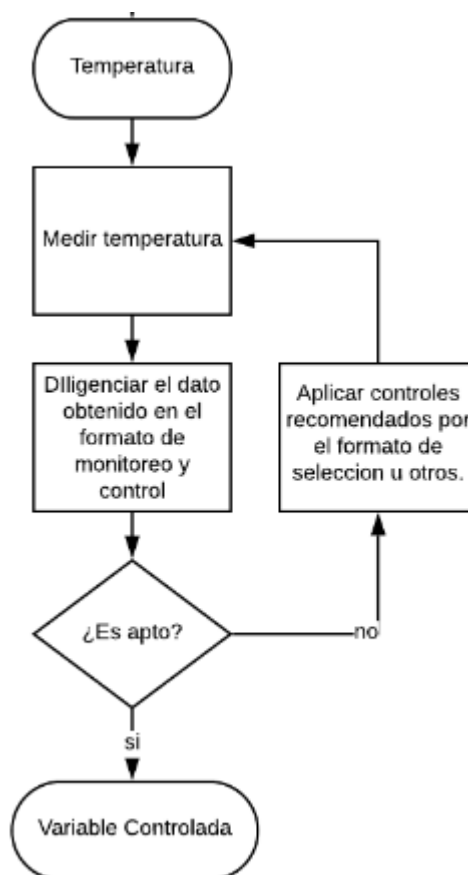 Temperatura
Medir temperatura
DIligenciar el dato
obtenido en el
formato de
monitoreo y
control
Aplicar controles
recomendados por
el formato de
seleccion u otros.
¿Es apto?
no
si
Variable Controlada